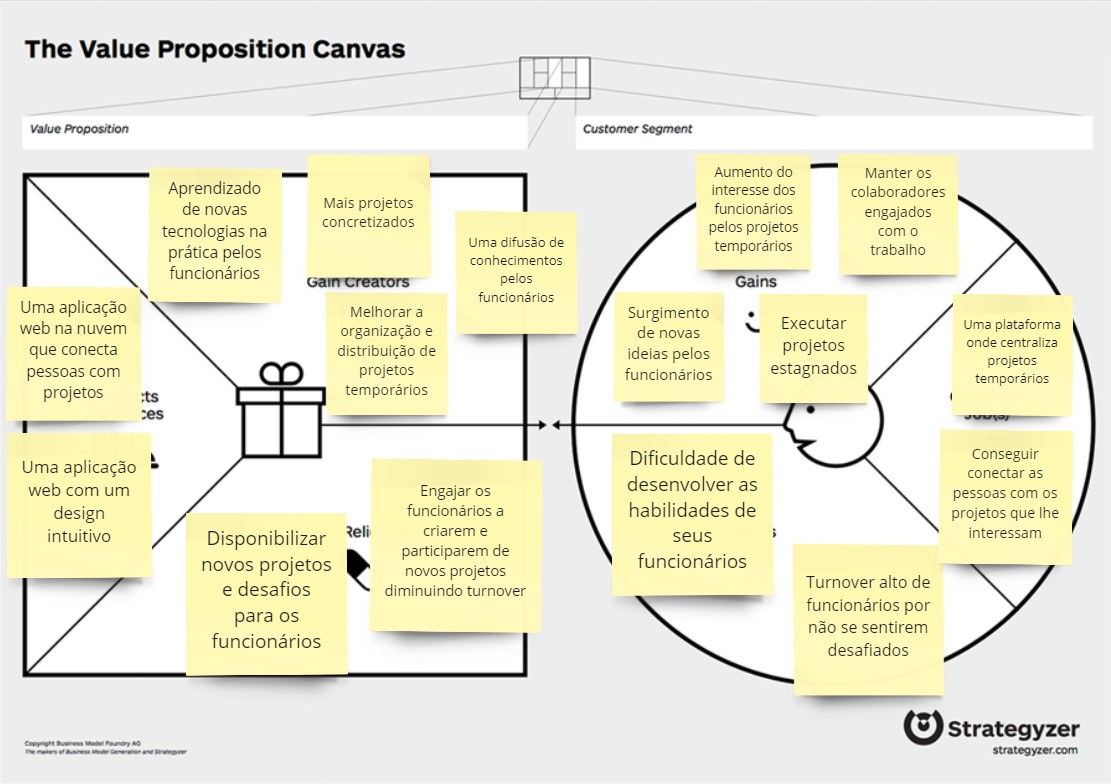 The Value Proposition Canvas
Value Proposition
Customer Segment
Aprendizado
de novas
tecnologias na
prática pelos
funcionários
Mais projetos
concretizados
Uma difusão de
conhecimentos
pelos
funcionários
Gain Creators
Melhorar a
organização e
distribuição de
projetos
temporários
Uma aplicação
web na nuvem
que conecta
pessoas com
projetos
Uma aplicação
web com um
design
intuitivo
Disponibilizar
novos projetos
e desafios
para os
funcionários
Engajar os
funcionários a
criarem e
participarem de
novos projetos
diminuindo turnover
Aumento do
interesse dos
funcionários
pelos projetos
temporários
Manter os
colaboradores
engajados
com o
trabalho
Gains
Surgimento
de novas
ideias pelos
funcionários
Executar
projetos
estagnados
Uma plataforma
onde centraliza
projetos
temporários
Conseguir
conectar as
pessoas com os
projetos que lhe
interessam
Dificuldade de
desenvolver as
habilidades de
seus
funcionários
Turnover alto de
funcionários por
não se sentirem
desafiados
Copyright Business Model Foundry AG
The makers of Business Model Generation and Strategyzer
Strategyzer
strategyzer.com